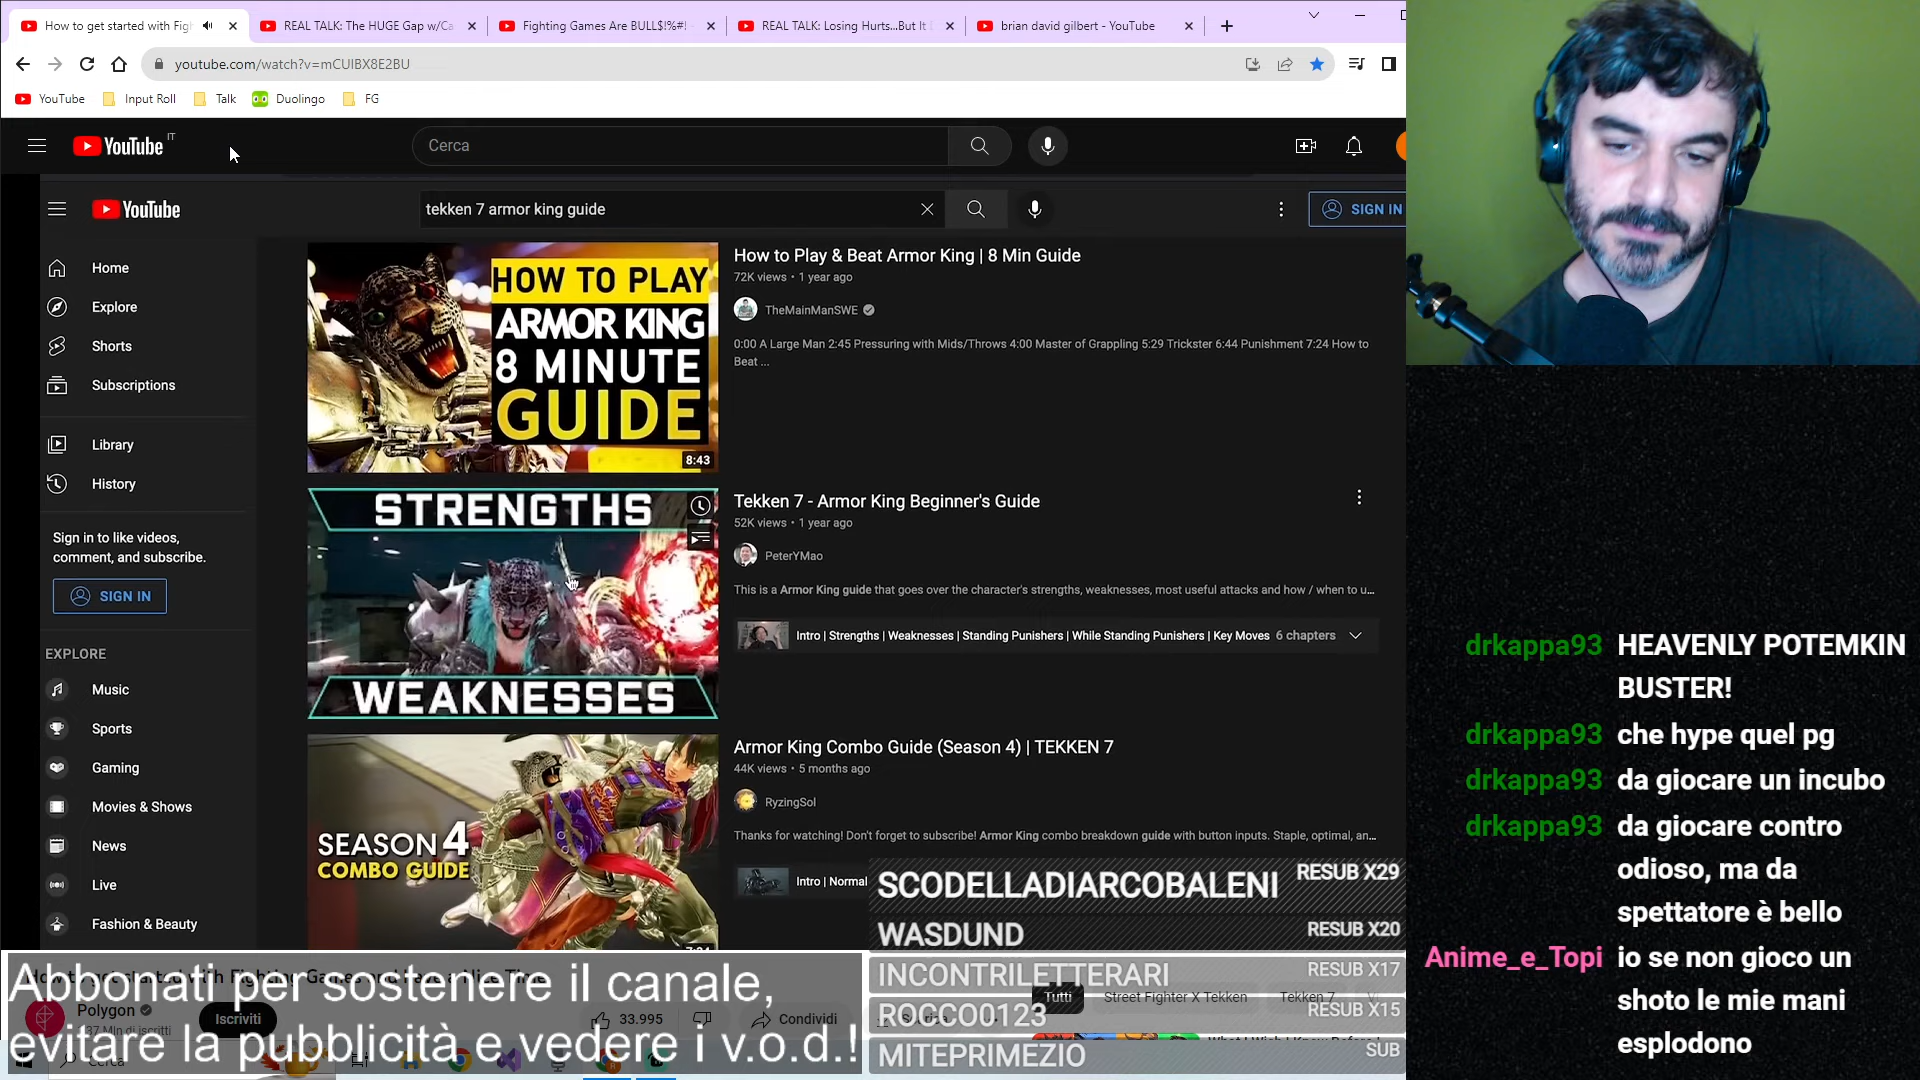 How to get started with Figh
REAL TALK: The HUGE Gap w/Ca
Fighting Games Are BULL$!%#!
REAL TALK: Losing Hurts...But It
brian david gilbert - YouTube
youtube.com/watch?v=mCUIBX8E2BU
YouTube
Input Roll
Talk
Duolingo
FG
YouTube IT
Cerca
YouTube
tekken 7 armor king guide
SIGN IN
Home
Explore
Shorts
Subscriptions
Library
History
Sign in to like videos,
comment, and subscribe.
SIGN IN
EXPLORE
Music
Sports
Gaming
Movies & Shows
News
Live
Fashion & Beauty
HOW TO PLAY
ARMOR KING
8 MINUTE
GUIDE
8:43
How to Play & Beat Armor King | 8 Min Guide
72K views • 1 year ago
TheMainManSWE
0:00 A Large Man 2:45 Pressuring with Mids/Throws 4:00 Master of Grappling 5:29 Trickster 6:44 Punishment 7:24 How to
Beat ...
STRENGTHS
WEAKNESSES
Tekken 7 - Armor King Beginner's Guide
52K views • 1 year ago
PeterYMao
This is a Armor King guide that goes over the character's strengths, weaknesses, most useful attacks and how / when to u...
Intro | Strengths | Weaknesses | Standing Punishers | While Standing Punishers | Key Moves 6 chapters
SEASON 4
COMBO GUIDE
Armor King Combo Guide (Season 4) | TEKKEN 7
44K views • 5 months ago
RyzingSol
Thanks for watching! Don't forget to subscribe! Armor King combo breakdown guide with button inputs. Staple, optimal, an...
Intro | Normal
SCODELLADIARCOBALENI RESUB X29
WASDUND RESUB X20
INCONTRILETTERARI RESUB X17
ROCCO0123 RESUB X15
MITEPRIMEZIO SUB
Tutti
Street Fighter X Tekken
Tekken 7
Abbonati per sostenere il canale,
evitare la pubblicità e vedere i v.o.d.!
Polygon
Iscriviti
33.995
Condividi
Cerca
drkappa93 HEAVENLY POTEMKIN
BUSTER!
drkappa93 che hype quel pg
drkappa93 da giocare un incubo
drkappa93 da giocare contro
odioso, ma da
spettatore è bello
Anime_e_Topi io se non gioco un
shoto le mie mani
esplodono